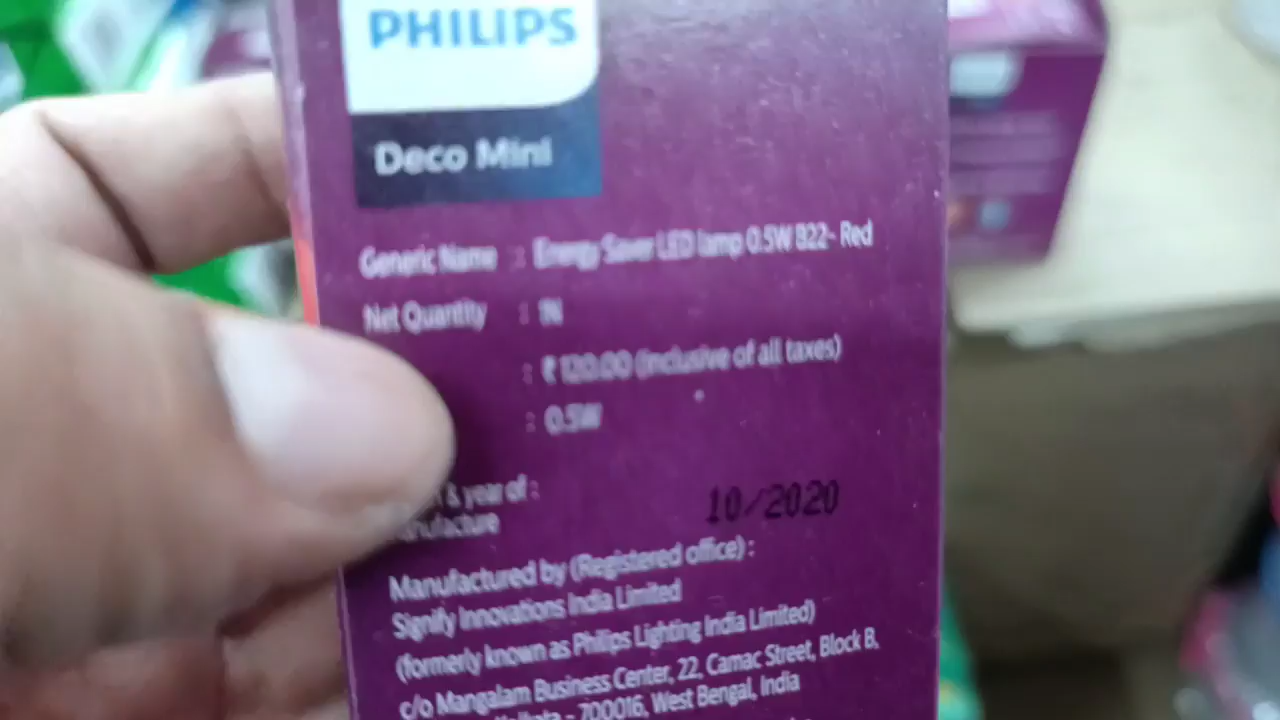 PHILIPS
Deco Mini
Generic Name : Energy Saver LED lamp 0.5W B22- Red
Net Quantity : 1N
: ₹ 120.00 (inclusive of all taxes)
: 0.5W
& year of :
10/2020
manufacture
Manufactured by (Registered office) :
Signify Innovations India Limited
(formerly known as Philips Lighting India Limited)
c/o Mangalam Business Center, 22, Camac Street, Block B,
Kolkata - 700016, West Bengal, India